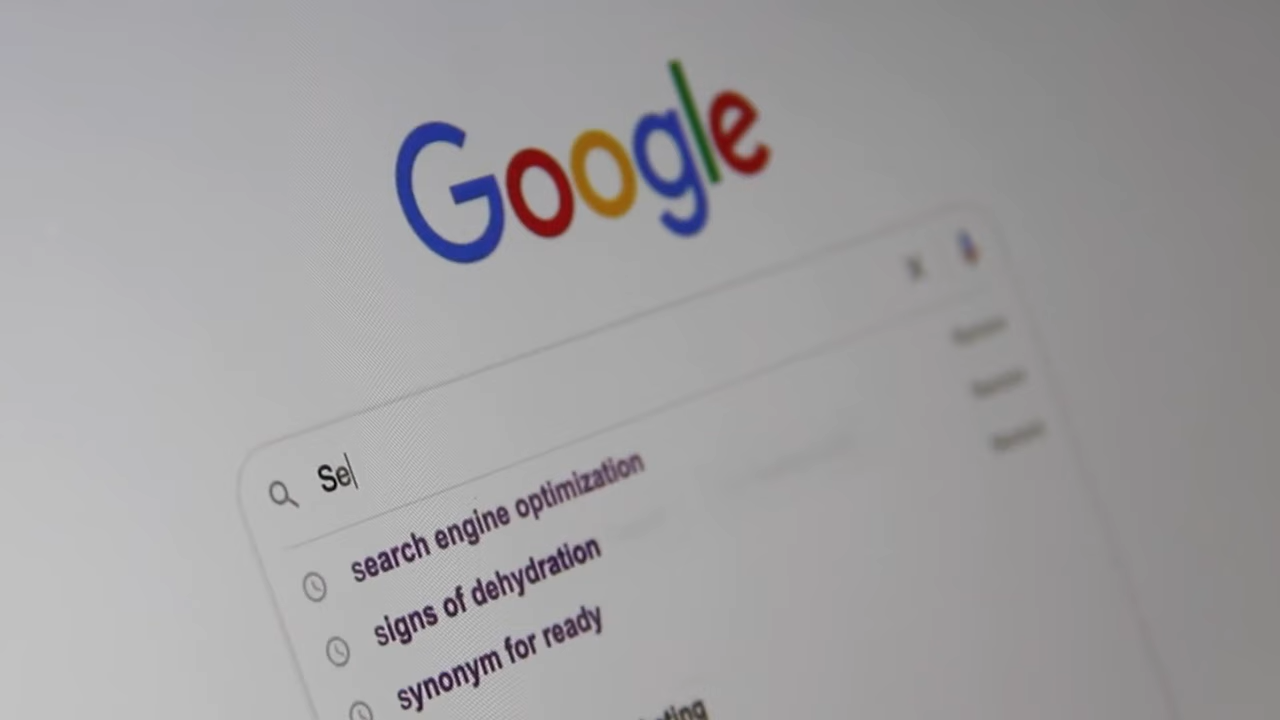 Google
Se
search engine optimization
signs of dehydration
synonym for ready